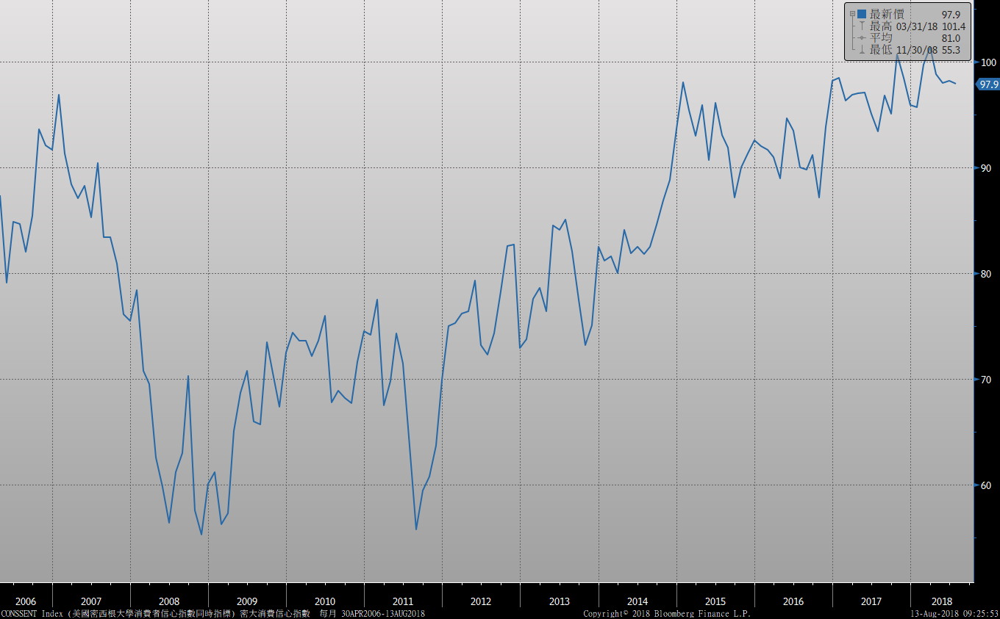 最新價 97.9
最高 03/31/18 101.4
平均 81.0
最低 11/30/08 55.3
100
97.9
90
80
70
60
2006 2007 2008 2009 2010 2011 2012 2013 2014 2015 2016 2017 2018
CONSSENT Index (美國密西根大學消費者信心指數同時指標) 密大消費信心指數 每月 30APR2006-13AUG2018 Copyright© 2018 Bloomberg Finance L.P. 13-Aug-2018 09:25:53